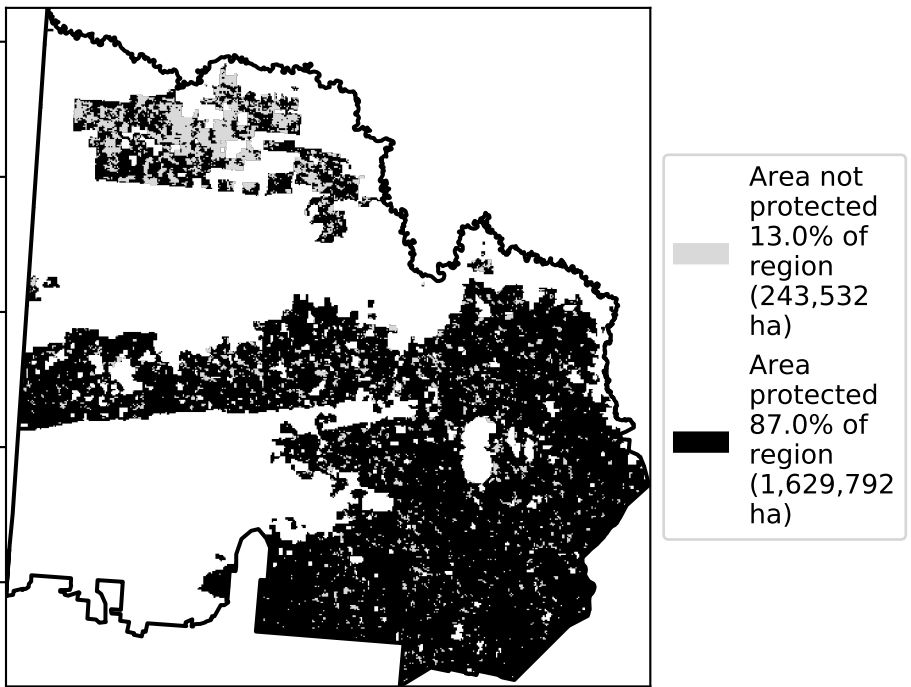 Area not
protected
13.0% of
region
(243,532
ha)
Area
protected
87.0% of
region
(1,629,792
ha)